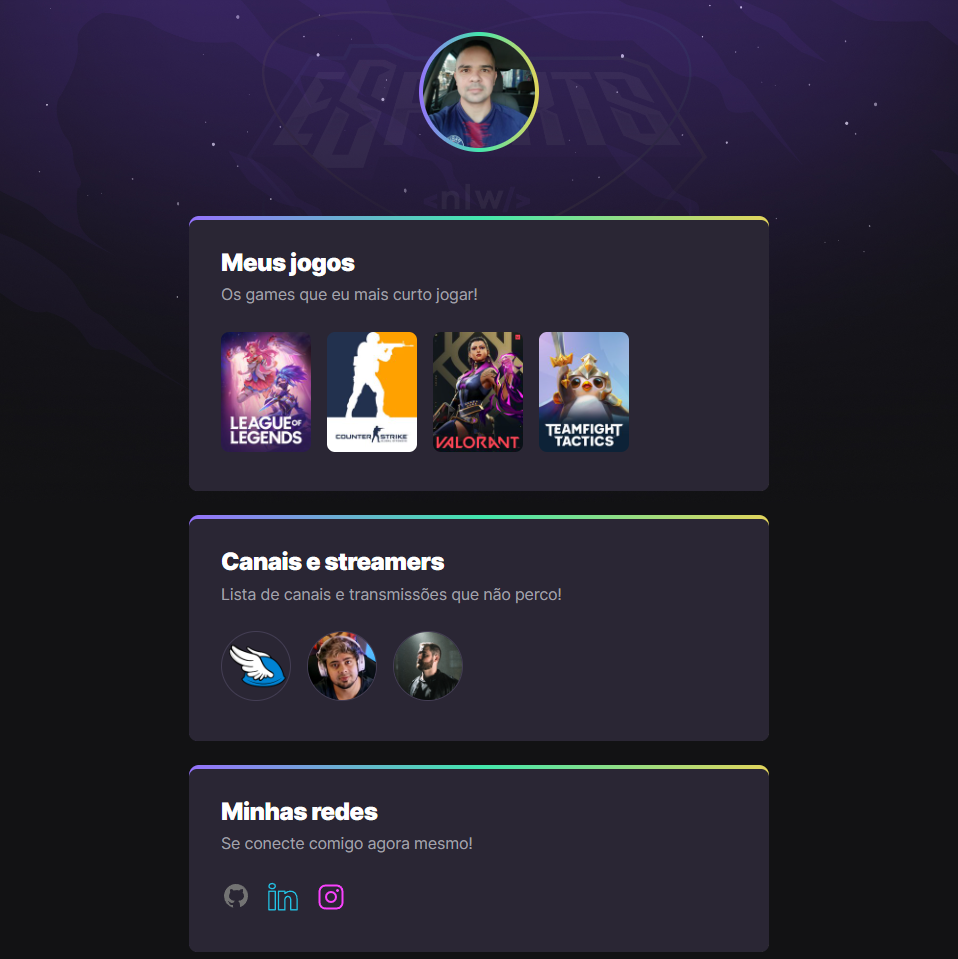 ESPORTS
<nlw/>
Meus jogos
Os games que eu mais curto jogar!
LEAGUE OF
LEGENDS
COUNTER STRIKE
VALORANT
TEAMFIGHT
TACTICS
Canais e streamers
Lista de canais e transmissões que não perco!
Minhas redes
Se conecte comigo agora mesmo!
in